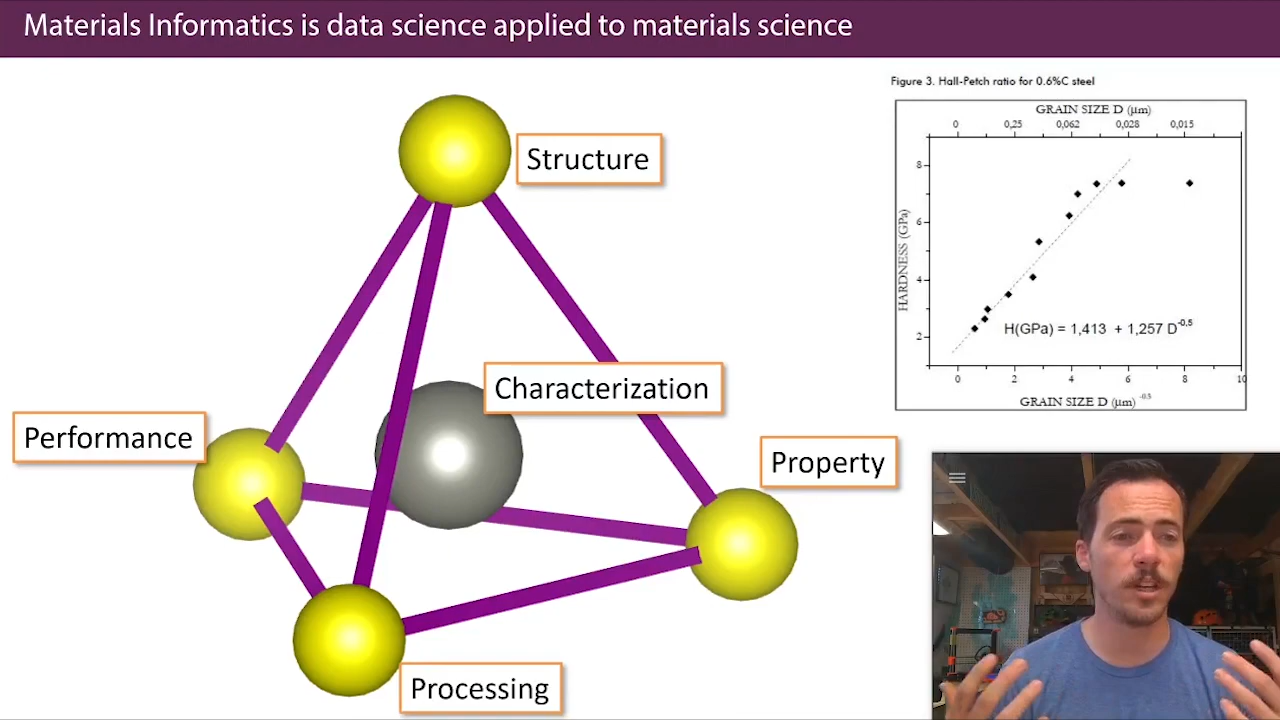 Materials Informatics is data science applied to materials science
Structure
Characterization
Performance
Property
Processing
Figure 3. Hall-Petch ratio for 0.6%C steel
GRAIN SIZE D (µm)
0 0,25 0,062 0,028 0,015
8
6
4
2
HARDNESS (GPa)
H(GPa) = 1,413 + 1,257 D-0,5
0 2 4 6 8 10
GRAIN SIZE D (µm) -0.5